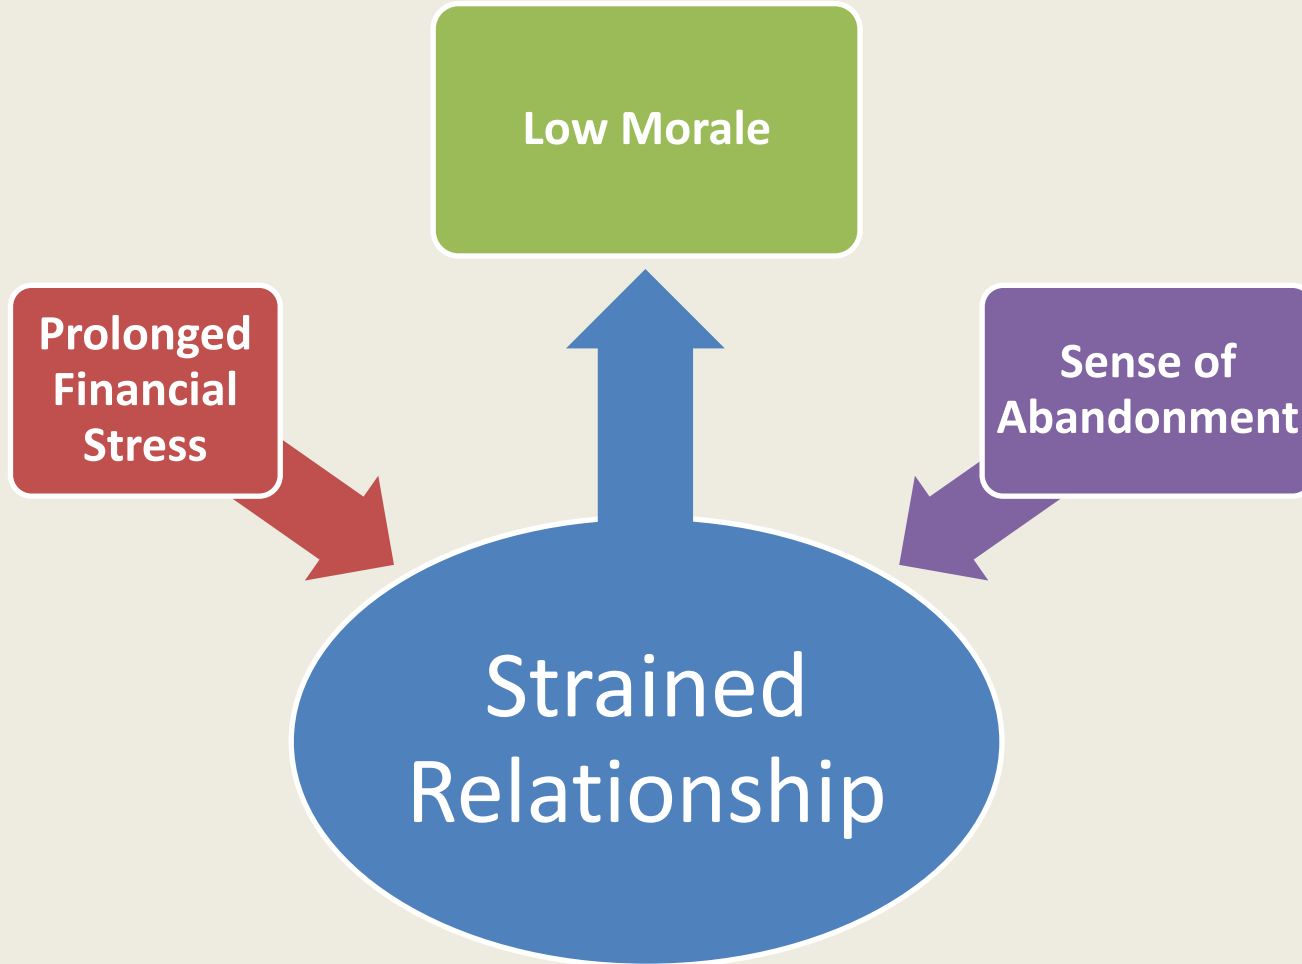 Low Morale
Prolonged
Financial
Stress
Sense of
Abandonment
Strained
Relationship